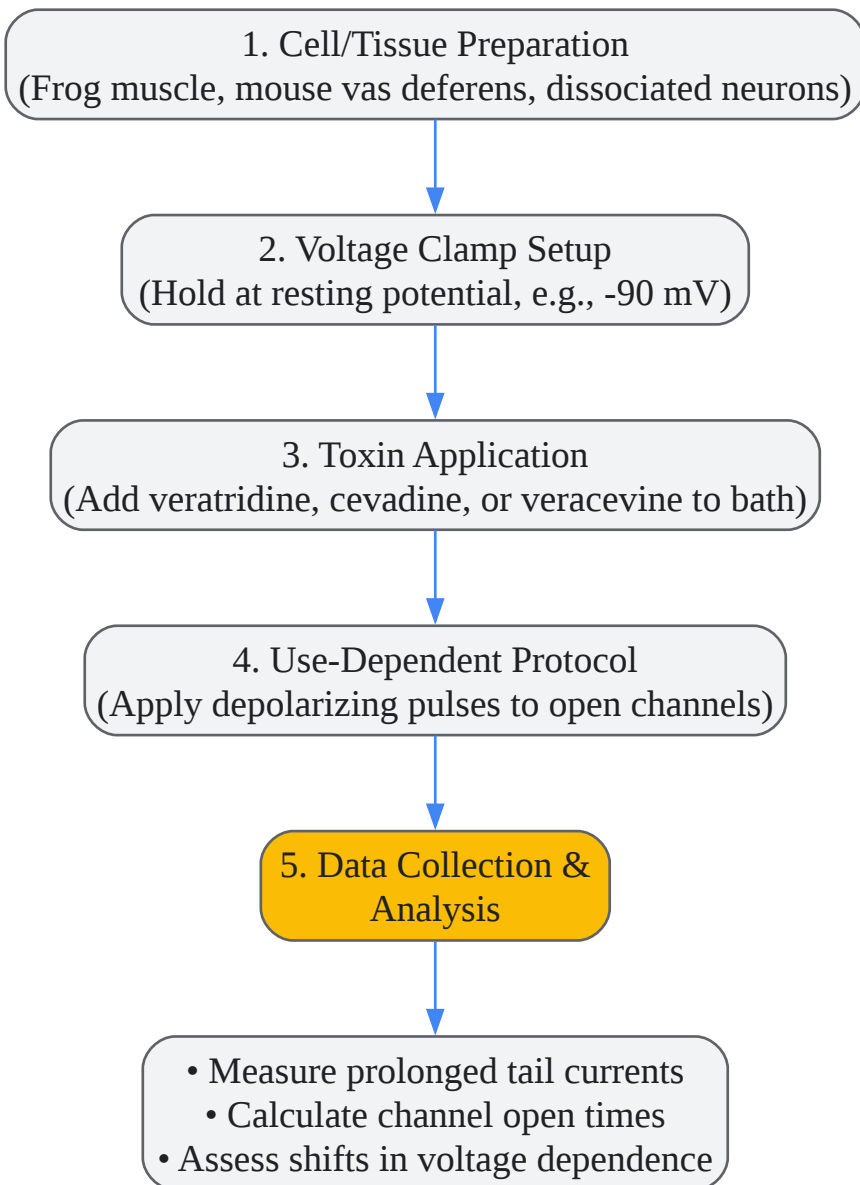 1. Cell/Tissue Preparation
(Frog muscle, mouse vas deferens, dissociated neurons)
2. Voltage Clamp Setup
(Hold at resting potential, e.g., -90 mV)
3. Toxin Application
(Add veratridine, cevadine, or veracevine to bath)
4. Use-Dependent Protocol
(Apply depolarizing pulses to open channels)
5. Data Collection &
Analysis
• Measure prolonged tail currents
• Calculate channel open times
• Assess shifts in voltage dependence